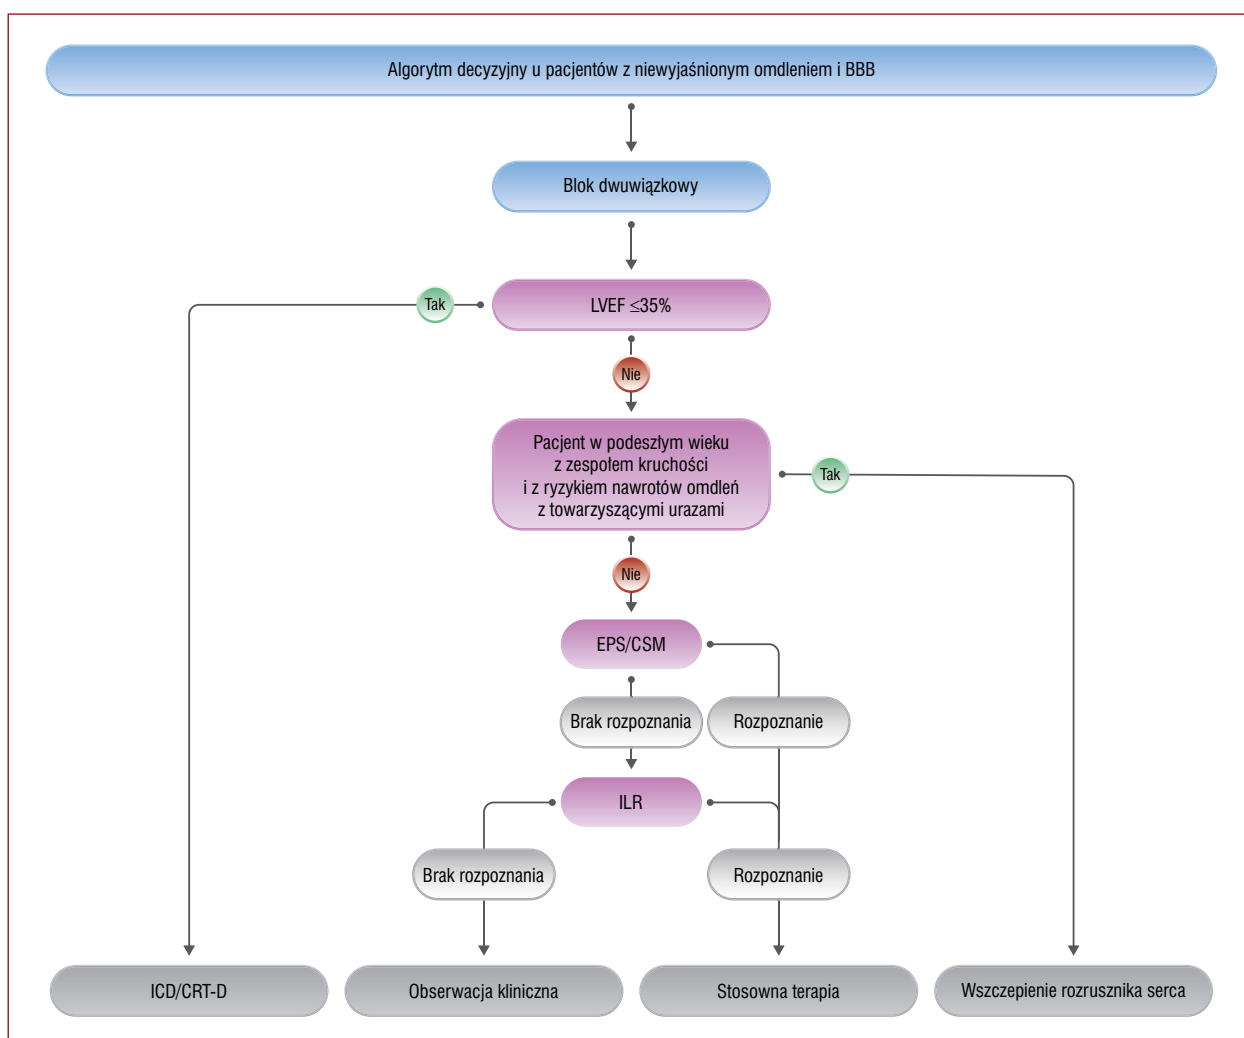 Algorytm decyzyjny u pacjentów z niewyjaśnionym omdleniem i BBB
Blok dwuwiązkowy
Tak
LVEF ≤35%
Nie
Pacjent w podeszłym wieku
z zespołem kruchości
i z ryzykiem nawrotów omdleń
z towarzyszącymi urazami
Tak
Nie
EPS/CSM
Brak rozpoznania
Rozpoznanie
ILR
Brak rozpoznania
Rozpoznanie
ICD/CRT-D
Obserwacja kliniczna
Stosowna terapia
Wszczepienie rozrusznika serca